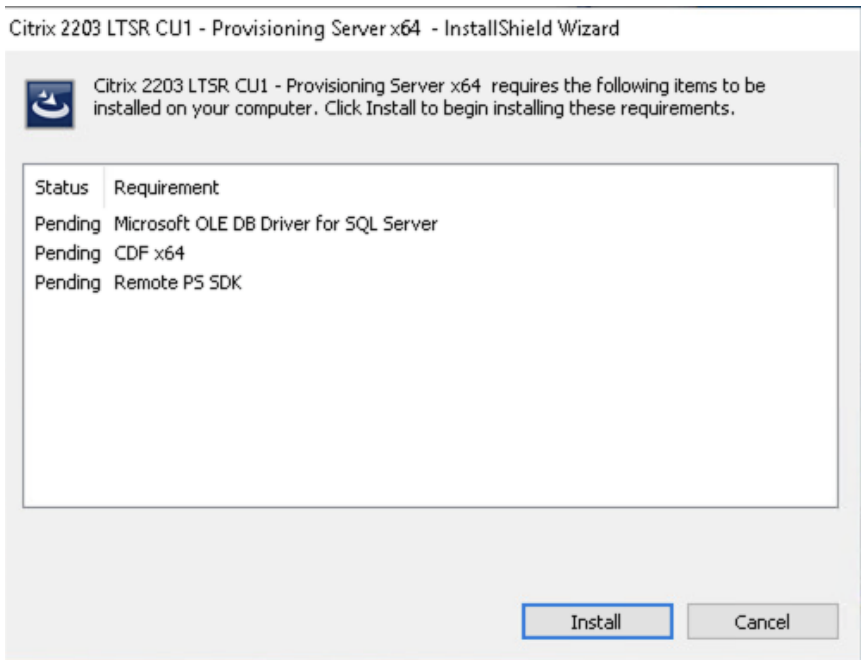 Citrix 2203 LTSR CU1 - Provisioning Server x64 - InstallShield Wizard
Citrix 2203 LTSR CU1 - Provisioning Server x64 requires the following items to be
installed on your computer. Click Install to begin installing these requirements.
Status Requirement
Pending Microsoft OLE DB Driver for SQL Server
Pending CDF x64
Pending Remote PS SDK
Install Cancel